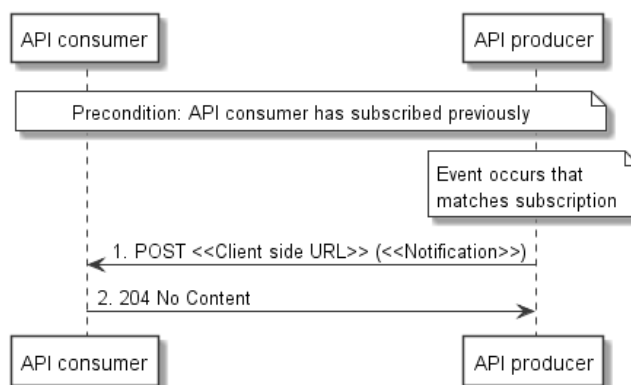 API consumer
API producer
Precondition: API consumer has subscribed previously
Event occurs that
matches subscription
1. POST <<Client side URL>> (<<Notification>>)
2. 204 No Content
API consumer
API producer